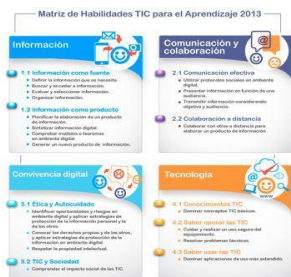 Matriz de Habilidades TIC para el Aprendizaje 2013
Información
1.1 Información como fuente
Definir la información que se necesita.
Buscar y acceder a información.
Evaluar y seleccionar información.
Organizar información.
1.2 Información como producto
Planificar la elaboración de un producto
de información.
Sintetizar información digital.
Comprobar modelos o teoremas
en ambiente digital.
Generar un nuevo producto de información.
Comunicación y
colaboración
2.1 Comunicación efectiva
Utilizar protocolos sociales en ambiente
digital.
Presentar información en función de una
audiencia.
Transmitir información considerando
objetivo y audiencia.
2.2 Colaboración a distancia
Colaborar con otros a distancia para
elaborar un producto de información.
Convivencia digital
3.1 Ética y Autocuidado
Identificar oportunidades y riesgos en
ambiente digital y aplicar estrategias de
protección de la información personal y la
de los otros.
Conocer los derechos propios y de los otros,
y aplicar estrategias de protección de la
información en ambiente digital.
Respetar la propiedad intelectual.
3.2 TIC y Sociedad
Comprender el impacto social de las TIC.
Tecnología
www
4.1 Conocimientos TIC
Dominar conceptos TIC básicos.
4.2 Saber operar las TIC
Cuidar y realizar un uso seguro del
equipamiento.
Resolver problemas técnicos.
4.3 Saber usar las TIC
Dominar aplicaciones de uso más extendido.